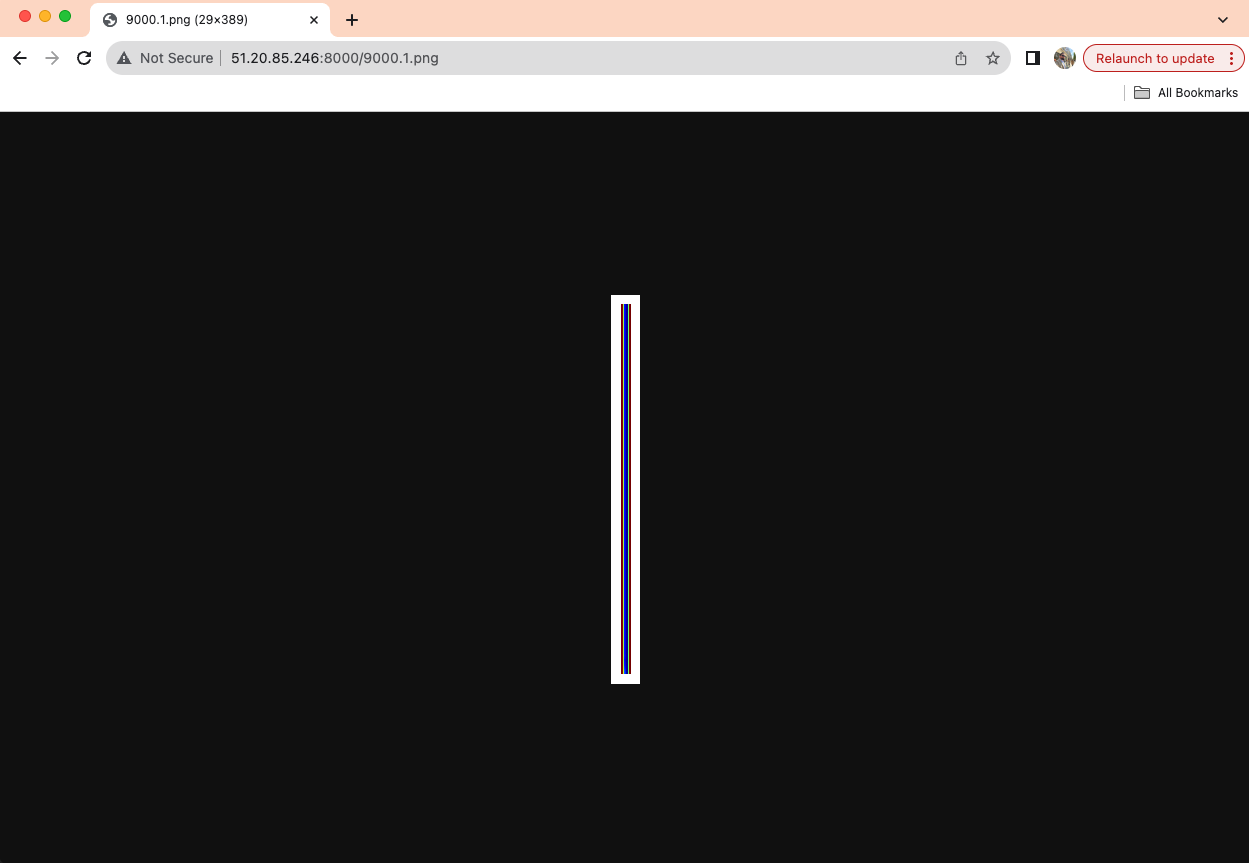 9000.1.png (29×389)
Not Secure
51.20.85.246:8000/9000.1.png
Relaunch to update
All Bookmarks